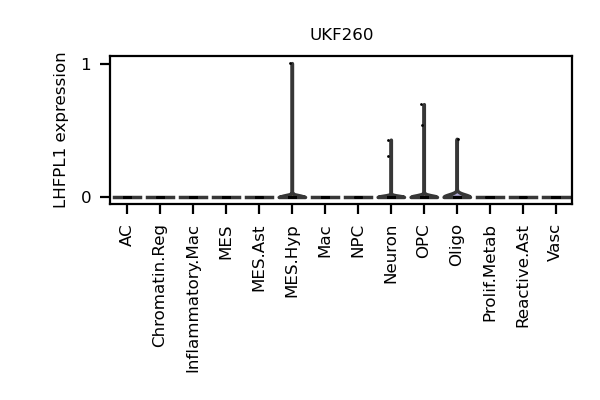 UKF260
LHFPL1 expression
1
0
AC
Chromatin.Reg
Inflammatory.Mac
MES
MES.Ast
MES.Hyp
Mac
NPC
Neuron
OPC
Oligo
Prolif.Metab
Reactive.Ast
Vasc